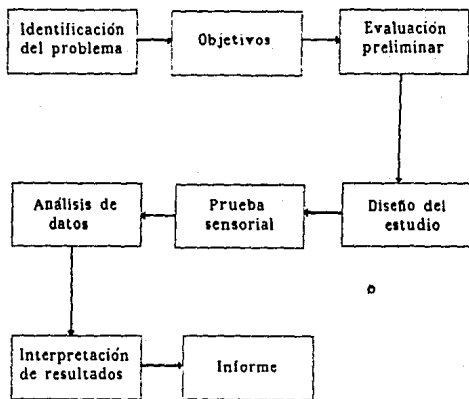 Identificación
del problema
Objetivos
Evaluación
preliminar
Diseño del
estudio
Prueba
sensorial
Análisis de
datos
Interpretación
de resultados
Informe